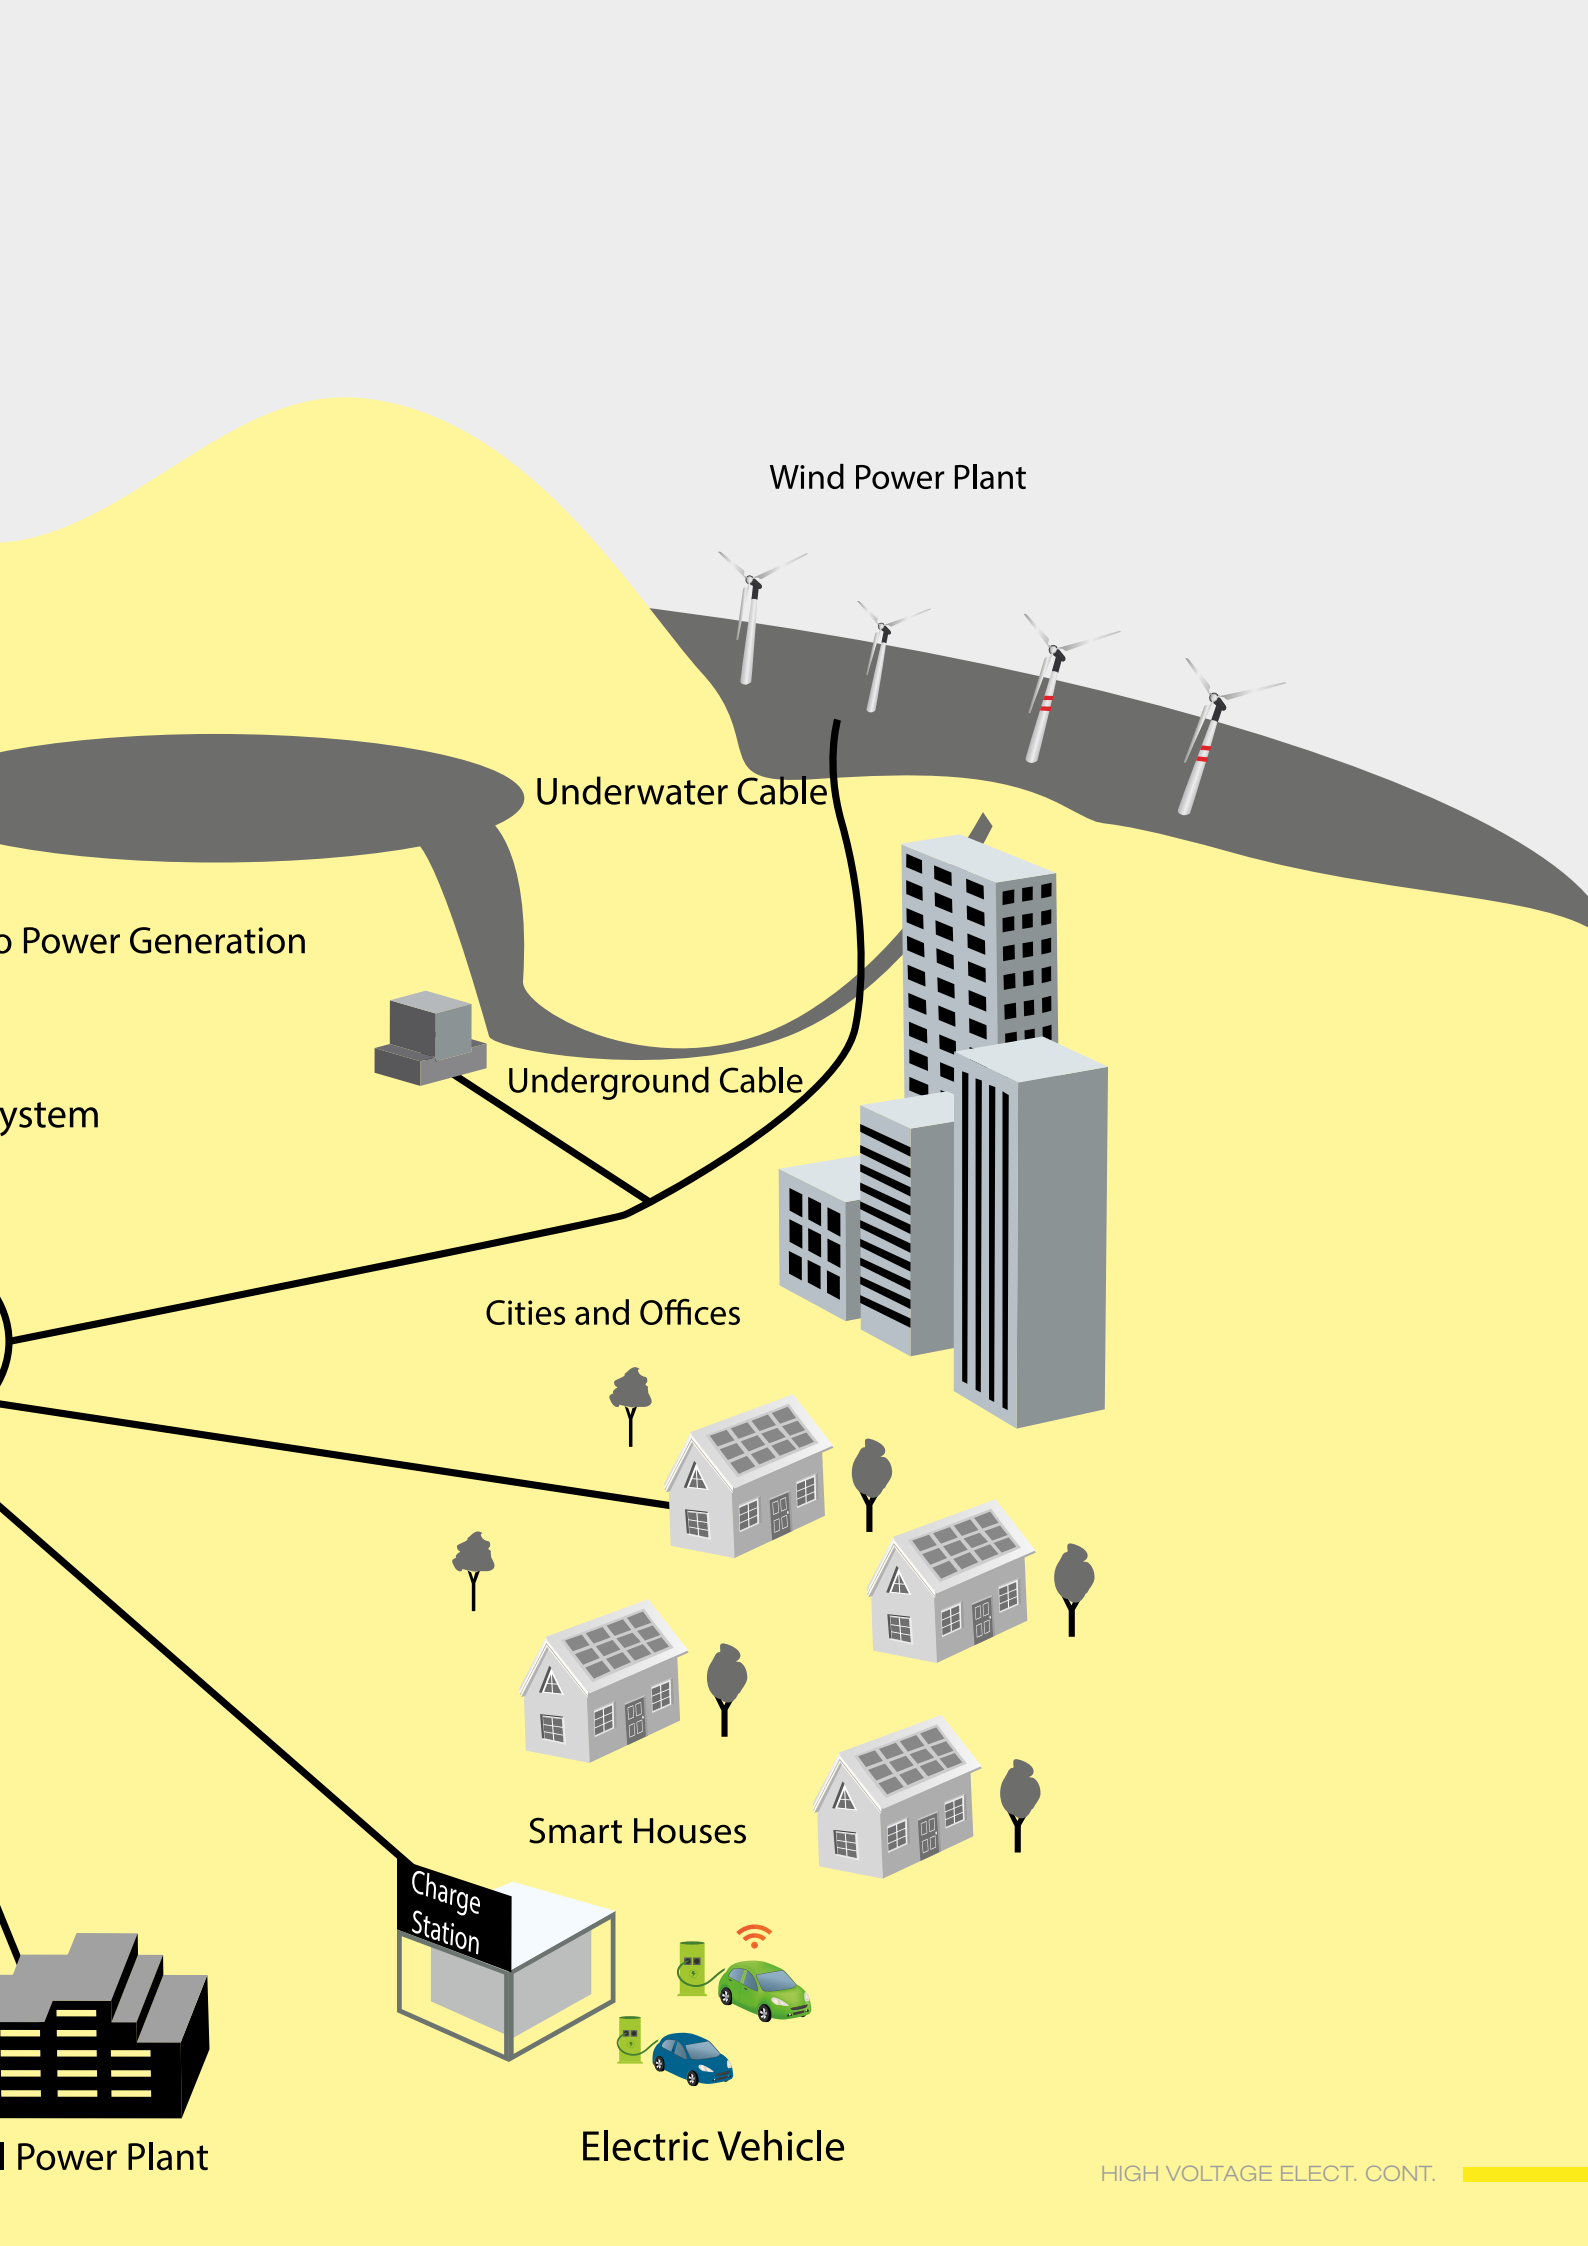 Wind Power Plant
Underwater Cable
Power Generation
Underground Cable
ystem
Cities and Offices
Smart Houses
Charge
Station
Electric Vehicle
Power Plant
HIGH VOLTAGE ELECT. CONT.